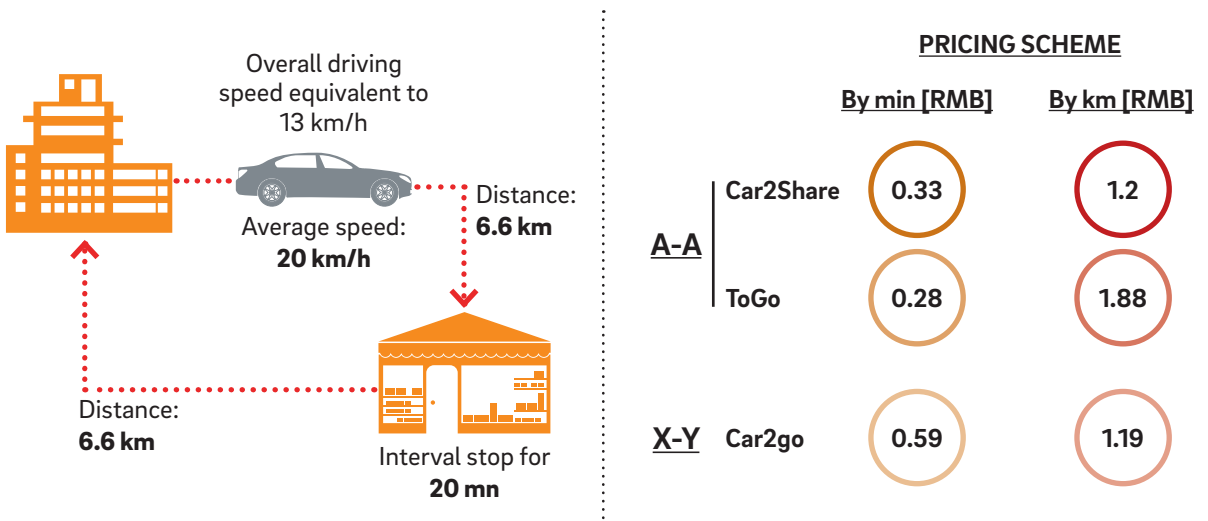 Overall driving
speed equivalent to
13 km/h
Average speed:
20 km/h
Distance:
6.6 km
Distance:
6.6 km
Interval stop for
20 mn
PRICING SCHEME
By min [RMB]
By km [RMB]
A-A
Car2Share
0.33
1.2
ToGo
0.28
1.88
X-Y
Car2go
0.59
1.19